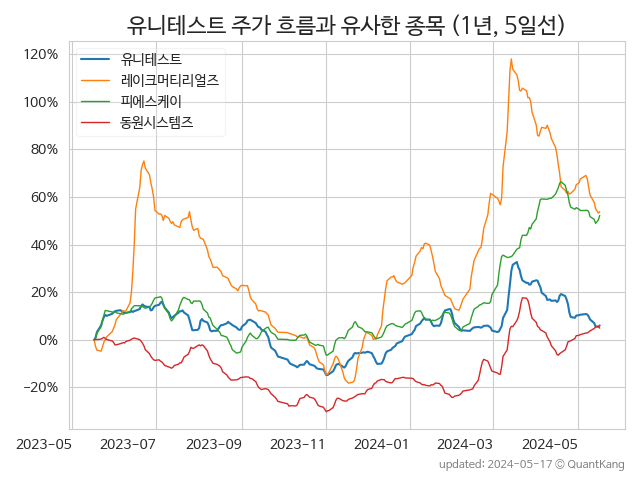 유니테스트 주가 흐름과 유사한 종목 (1년, 5일선)
유니테스트
레이크머티리얼즈
피에스케이
동원시스템즈
120%
100%
80%
60%
40%
20%
0%
−20%
2023−05 2023−07 2023−09 2023−11 2024−01 2024−03 2024−05
updated: 2024−05−17 © QuantKang